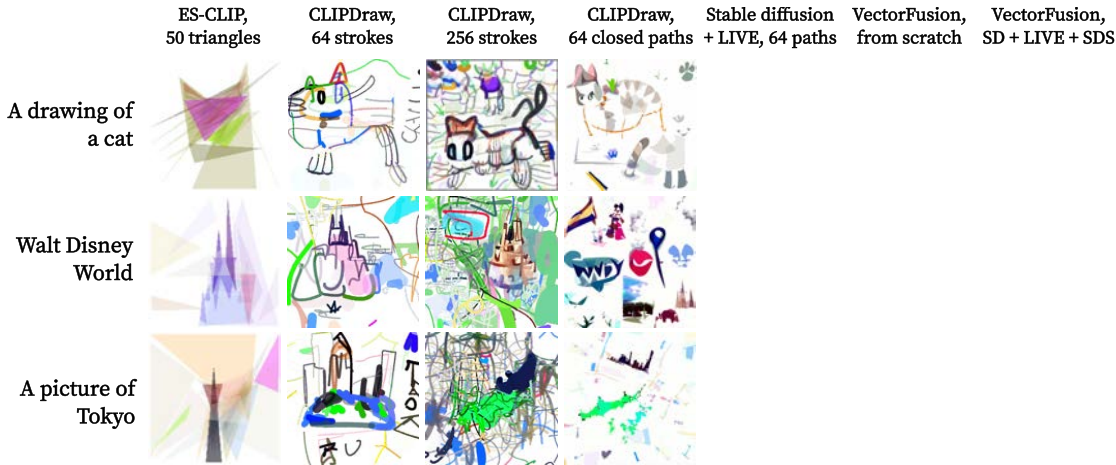 ES-CLIP,
50 triangles
CLIPDraw,
64 strokes
CLIPDraw,
256 strokes
CLIPDraw,
64 closed paths
Stable diffusion
+ LIVE, 64 paths
VectorFusion,
from scratch
VectorFusion,
SD + LIVE + SDS
A drawing of
a cat
Walt Disney
World
A picture of
Tokyo